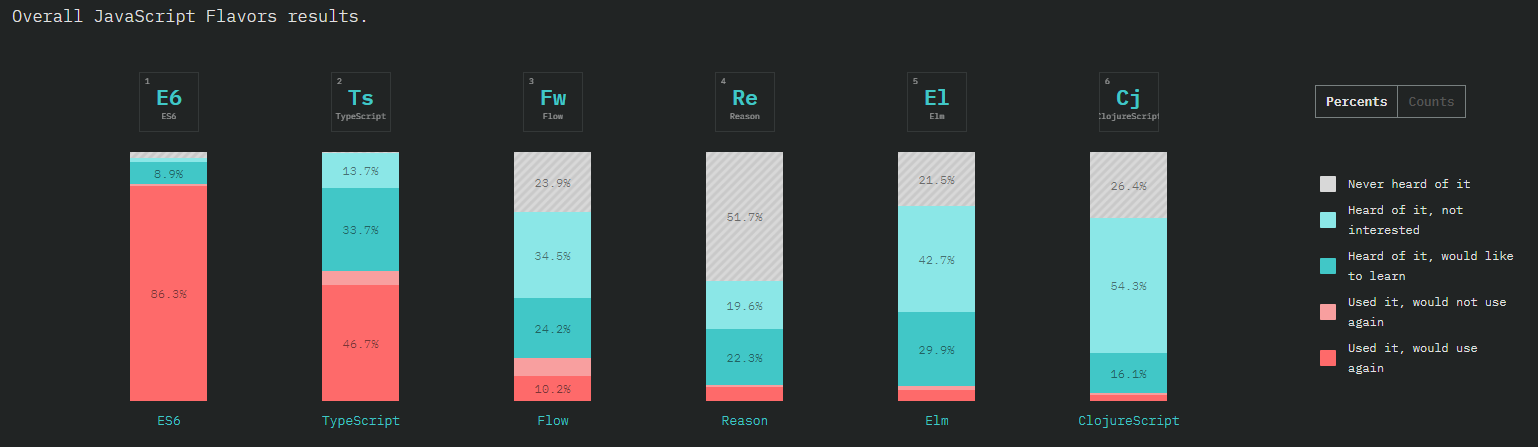 Overall JavaScript Flavors results.
1
E6
ES6
2
Ts
TypeScript
3
Fw
Flow
4
Re
Reason
5
El
Elm
6
Cj
ClojureScript
Percents
Counts
8.9%
86.3%
13.7%
33.7%
46.7%
23.9%
34.5%
24.2%
10.2%
51.7%
19.6%
22.3%
21.5%
42.7%
29.9%
26.4%
54.3%
16.1%
Never heard of it
Heard of it, not
interested
Heard of it, would like
to learn
Used it, would not use
again
Used it, would use
again
ES6
TypeScript
Flow
Reason
Elm
ClojureScript